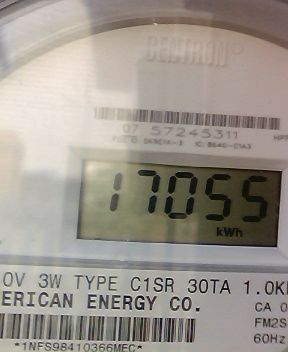 CENTRON®
07 57245311
17055
kWh
0V 3W TYPE C1SR 30TA 1.0K
ERICAN ENERGY CO.
CA 0
FM2S
60Hz
*1NFS98410366MEC*